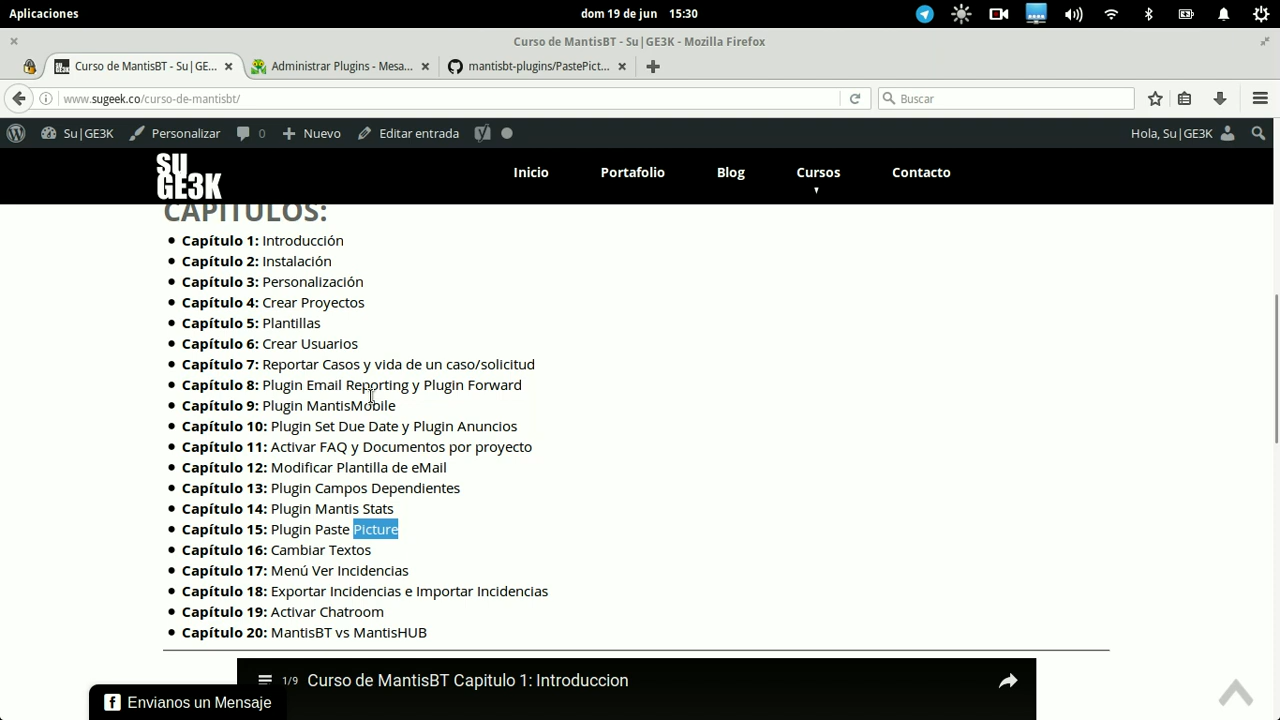 Aplicaciones
dom 19 de jun 15:30
Curso de MantisBT - Su|GE3K - Mozilla Firefox
Curso de MantisBT - Su|GE...
Administrar Plugins - Mesa...
mantisbt-plugins/PastePict...
www.sugeek.co/curso-de-mantisbt/
Buscar
Su|GE3K
Personalizar
0
Nuevo
Editar entrada
Hola, Su|GE3K
SU
GE3K
Inicio
Portafolio
Blog
Cursos
Contacto
CAPITULOS:
Capítulo 1: Introducción
Capítulo 2: Instalación
Capítulo 3: Personalización
Capítulo 4: Crear Proyectos
Capítulo 5: Plantillas
Capítulo 6: Crear Usuarios
Capítulo 7: Reportar Casos y vida de un caso/solicitud
Capítulo 8: Plugin Email Reporting y Plugin Forward
Capítulo 9: Plugin MantisMobile
Capítulo 10: Plugin Set Due Date y Plugin Anuncios
Capítulo 11: Activar FAQ y Documentos por proyecto
Capítulo 12: Modificar Plantilla de eMail
Capítulo 13: Plugin Campos Dependientes
Capítulo 14: Plugin Mantis Stats
Capítulo 15: Plugin Paste Picture
Capítulo 16: Cambiar Textos
Capítulo 17: Menú Ver Incidencias
Capítulo 18: Exportar Incidencias e Importar Incidencias
Capítulo 19: Activar Chatroom
Capítulo 20: MantisBT vs MantisHUB
1/9 Curso de MantisBT Capitulo 1: Introduccion
Envianos un Mensaje